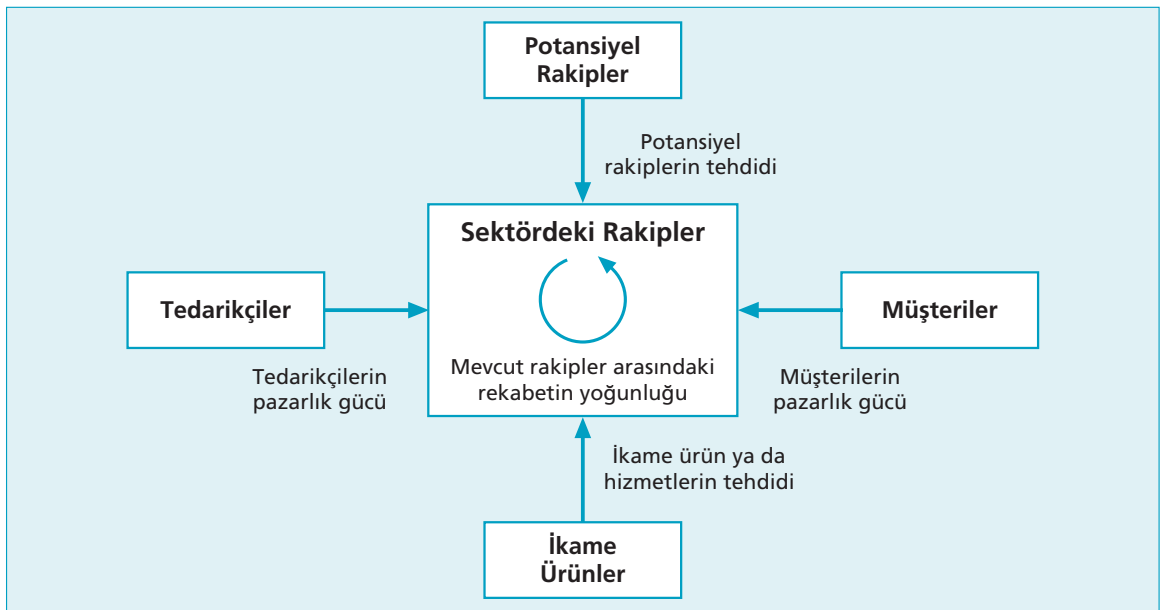 Potansiyel
Rakipler
Potansiyel
rakiplerin tehdidi
Sektördeki Rakipler
Tedarikçiler
Müşteriler
Mevcut rakipler arasındaki
rekabetin yoğunluğu
Tedarikçilerin
pazarlık gücü
Müşterilerin
pazarlık gücü
İkame ürün ya da
hizmetlerin tehdidi
İkame
Ürünler